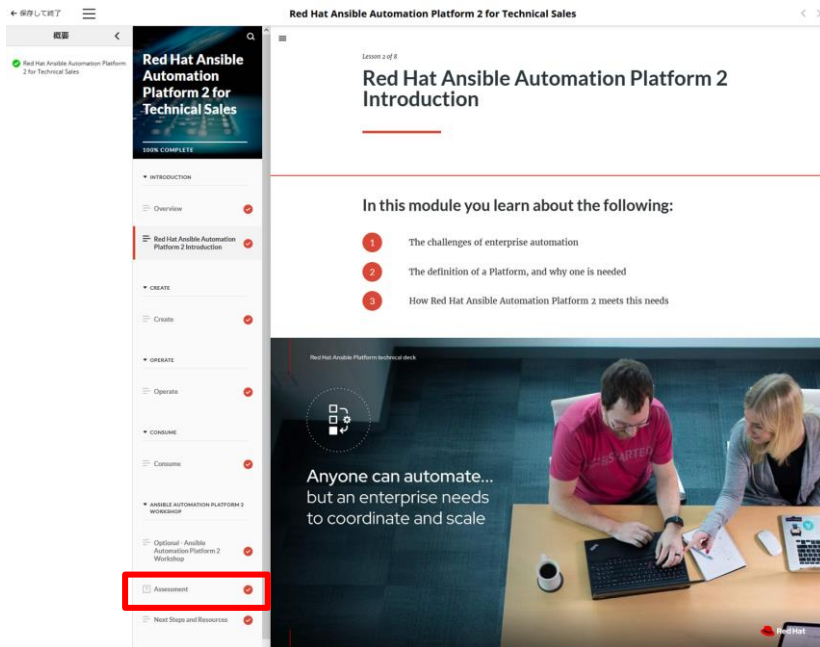 ← 保存して終了
Red Hat Ansible Automation Platform 2 for Technical Sales
概要
Red Hat Ansible Automation Platform
2 for Technical Sales
Red Hat Ansible
Automation
Platform 2 for
Technical Sales
100% COMPLETE
INTRODUCTION
Overview
Red Hat Ansible Automation
Platform 2 Introduction
CREATE
Create
OPERATE
Operate
CONSUME
Consume
ANSIBLE AUTOMATION PLATFORM 2
WORKSHOP
Optional - Ansible
Automation Platform 2
Workshop
Assessment
Next Steps and Resources
Lesson 2 of 8
Red Hat Ansible Automation Platform 2
Introduction
In this module you learn about the following:
1 The challenges of enterprise automation
2 The definition of a Platform, and why one is needed
3 How Red Hat Ansible Automation Platform 2 meets this needs
Red Hat Ansible Platform technical deck
Anyone can automate...
but an enterprise needs
to coordinate and scale
Red Hat